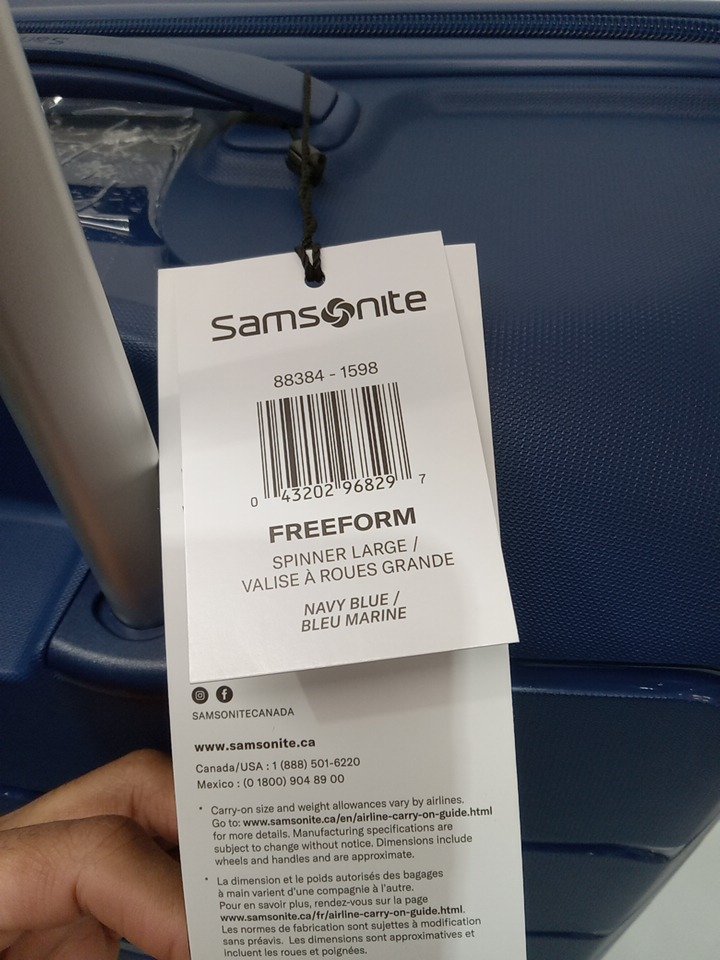 Samsonite
88384 - 1598
0 43202 96829 7
FREEFORM
SPINNER LARGE /
VALISE À ROUES GRANDE
NAVY BLUE /
BLEU MARINE
SAMSONITECANADA
www.samsonite.ca
Canada/USA : 1 (888) 501-6220
Mexico : (0 1800) 904 89 00
* Carry-on size and weight allowances vary by airlines.
Go to: www.samsonite.ca/en/airline-carry-on-guide.html
for more details. Manufacturing specifications are
subject to change without notice. Dimensions include
wheels and handles and are approximate.
* La dimension et le poids autorisés des bagages
à main varient d'une compagnie à l'autre.
Pour en savoir plus, rendez-vous sur la page
www.samsonite.ca/fr/airline-carry-on-guide.html.
Les normes de fabrication sont sujettes à modification
sans préavis. Les dimensions sont approximatives et
incluent les roues et poignées.